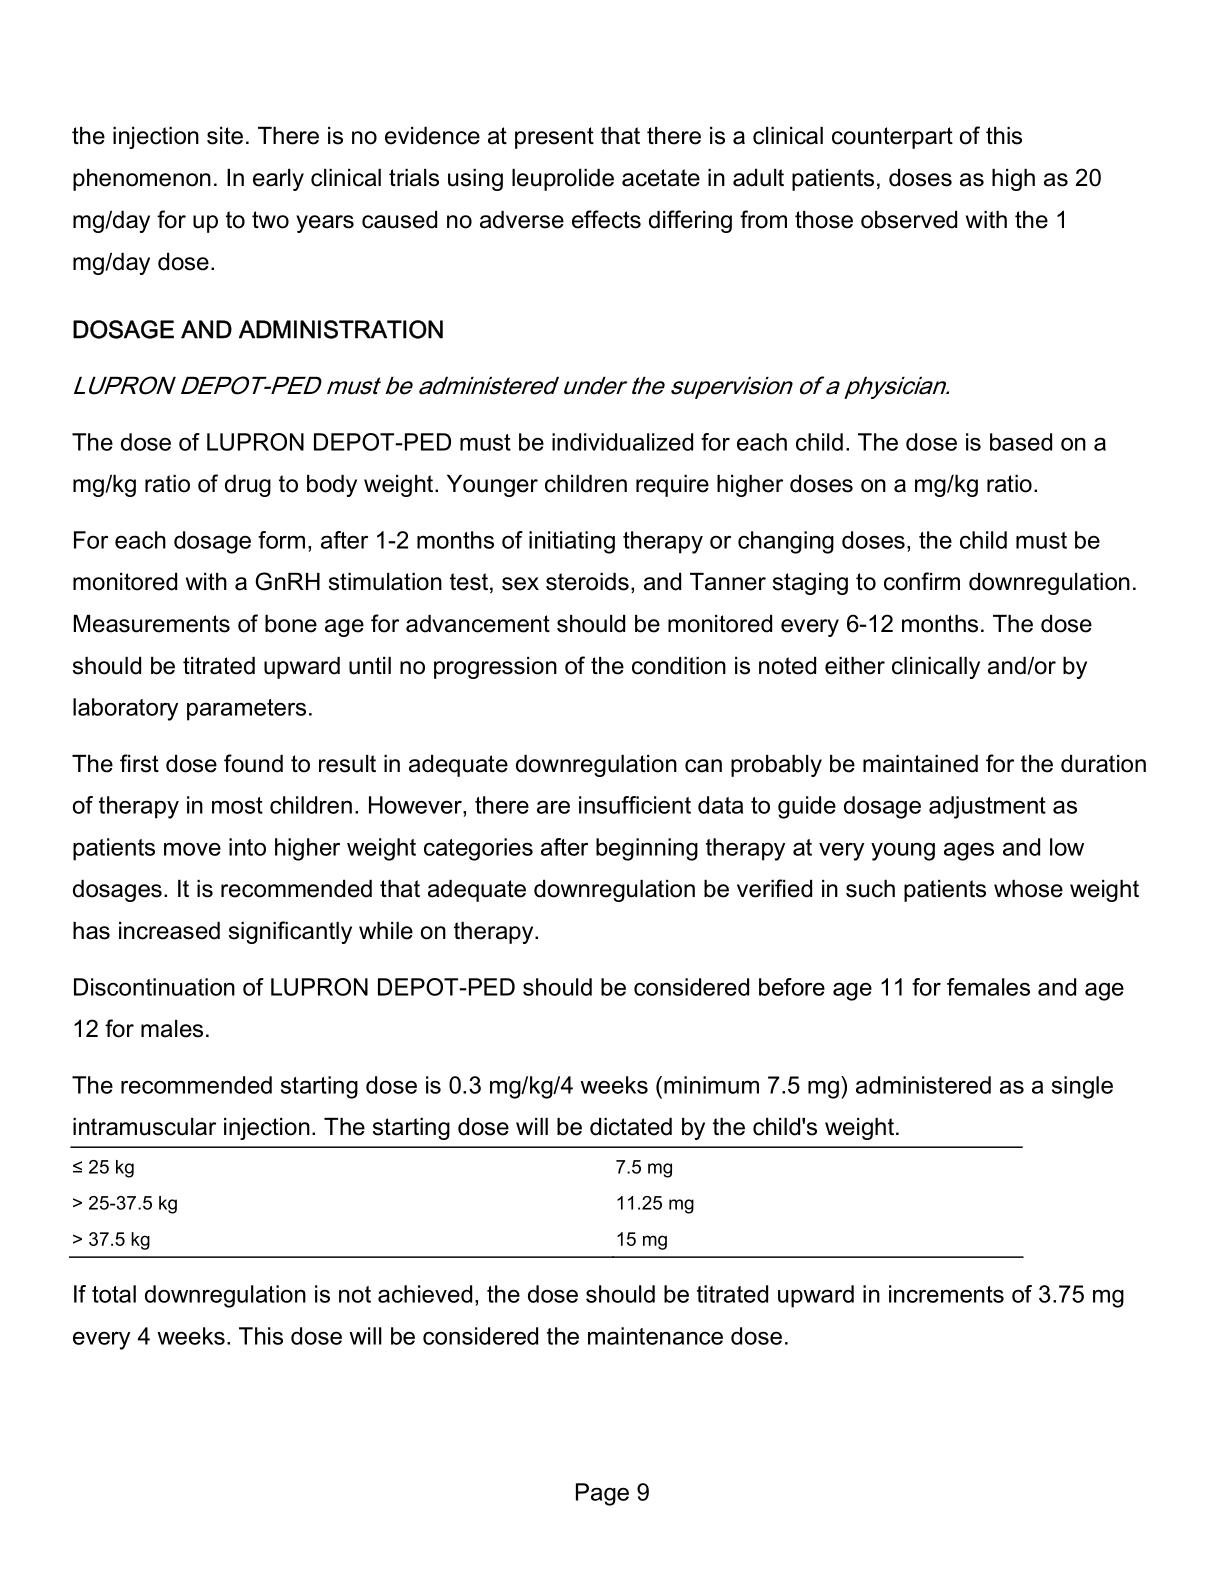 the injection site. There is no evidence at present that there is a clinical counterpart of this
phenomenon. In early clinical trials using leuprolide acetate in adult patients, doses as high as 20
mg/day for up to two years caused no adverse effects differing from those observed with the 1
mg/day dose.
DOSAGE AND ADMINISTRATION
LUPRON DEPOT-PED must be administered under the supervision of a physician.
The dose of LUPRON DEPOT-PED must be individualized for each child. The dose is based on a
mg/kg ratio of drug to body weight. Younger children require higher doses on a mg/kg ratio.
For each dosage form, after 1-2 months of initiating therapy or changing doses, the child must be
monitored with a GnRH stimulation test, sex steroids, and Tanner staging to confirm downregulation.
Measurements of bone age for advancement should be monitored every 6-12 months. The dose
should be titrated upward until no progression of the condition is noted either clinically and/or by
laboratory parameters.
The first dose found to result in adequate downregulation can probably be maintained for the duration
of therapy in most children. However, there are insufficient data to guide dosage adjustment as
patients move into higher weight categories after beginning therapy at very young ages and low
dosages. It is recommended that adequate downregulation be verified in such patients whose weight
has increased significantly while on therapy.
Discontinuation of LUPRON DEPOT-PED should be considered before age 11 for females and age
12 for males.
The recommended starting dose is 0.3 mg/kg/4 weeks (minimum 7.5 mg) administered as a single
intramuscular injection. The starting dose will be dictated by the child's weight.
≤ 25 kg 7.5 mg
> 25-37.5 kg 11.25 mg
> 37.5 kg 15 mg
If total downregulation is not achieved, the dose should be titrated upward in increments of 3.75 mg
every 4 weeks. This dose will be considered the maintenance dose.
Page 9